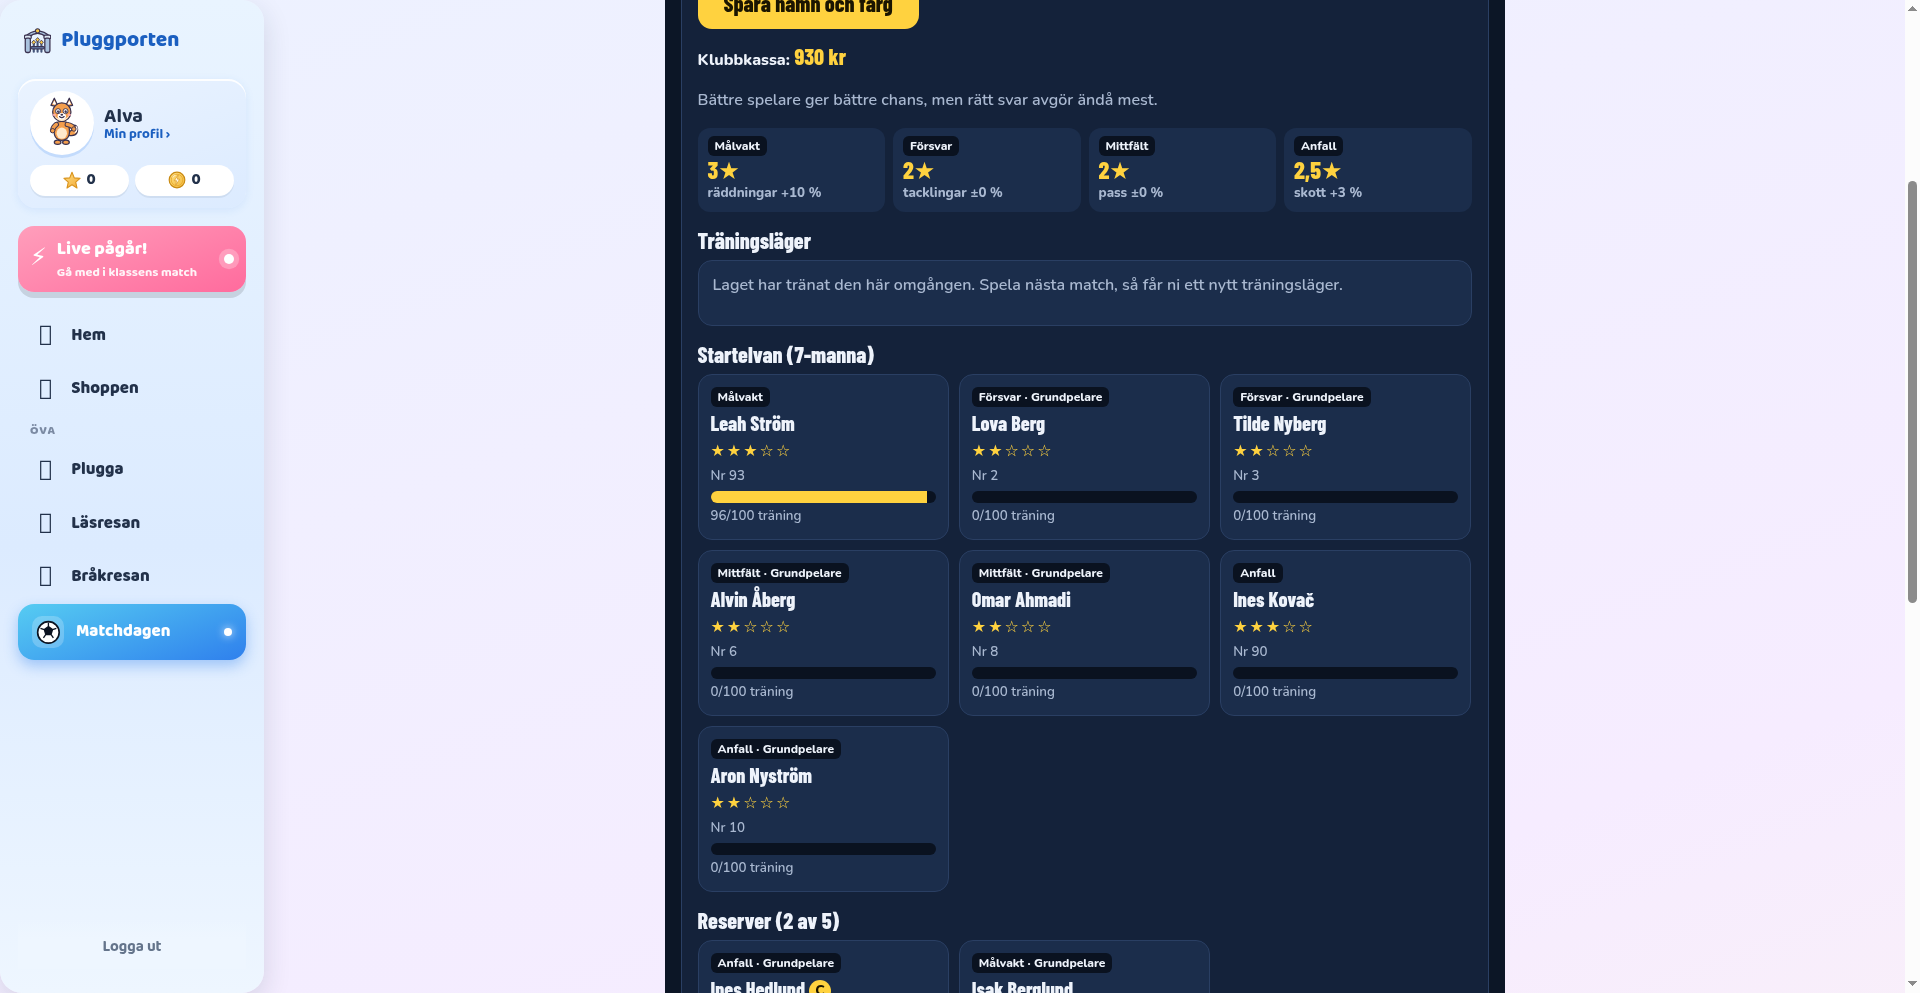 Pluggporten
Alva
Min profil ›
0
0
Live pågår!
Gå med i klassens match
Hem
Shoppen
ÖVA
Plugga
Läsresan
Bråkresan
Matchdagen
Logga ut
Spara namn och färg
Klubbkassa: 930 kr
Bättre spelare ger bättre chans, men rätt svar avgör ändå mest.
Målvakt
3★
räddningar +10 %
Försvar
2★
tacklingar ±0 %
Mittfält
2★
pass ±0 %
Anfall
2,5★
skott +3 %
Träningsläger
Laget har tränat den här omgången. Spela nästa match, så får ni ett nytt träningsläger.
Startelvan (7-manna)
Målvakt
Leah Ström
★★★☆☆
Nr 93
96/100 träning
Försvar · Grundpelare
Lova Berg
★★☆☆☆
Nr 2
0/100 träning
Försvar · Grundpelare
Tilde Nyberg
★★☆☆☆
Nr 3
0/100 träning
Mittfält · Grundpelare
Alvin Åberg
★★☆☆☆
Nr 6
0/100 träning
Mittfält · Grundpelare
Omar Ahmadi
★★☆☆☆
Nr 8
0/100 träning
Anfall
Ines Kovač
★★★☆☆
Nr 90
0/100 träning
Anfall · Grundpelare
Aron Nyström
★★☆☆☆
Nr 10
0/100 träning
Reserver (2 av 5)
Anfall · Grundpelare
Ines Hedlund C
Målvakt · Grundpelare
Isak Berglund